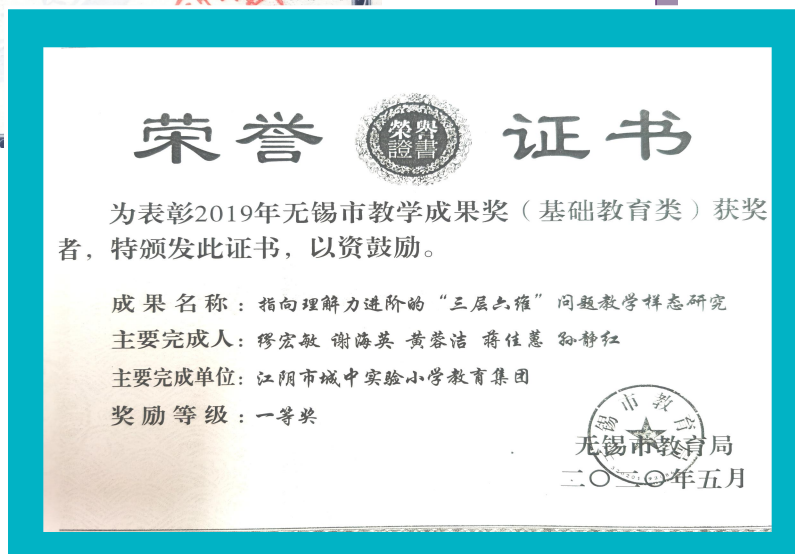 荣誉证书
榮譽
證書
为表彰2019年无锡市教学成果奖（基础教育类）获奖
者，特颁发此证书，以资鼓励。
成果名称：指向理解力进阶的“三层六维”问题教学样态研究
主要完成人：缪宏敏 谢海英 黄蓉洁 蒋佳蕙 孙静红
主要完成单位：江阴市城中实验小学教育集团
奖励等级：一等奖
无锡市教育局
无锡市教育局
二〇二〇年五月